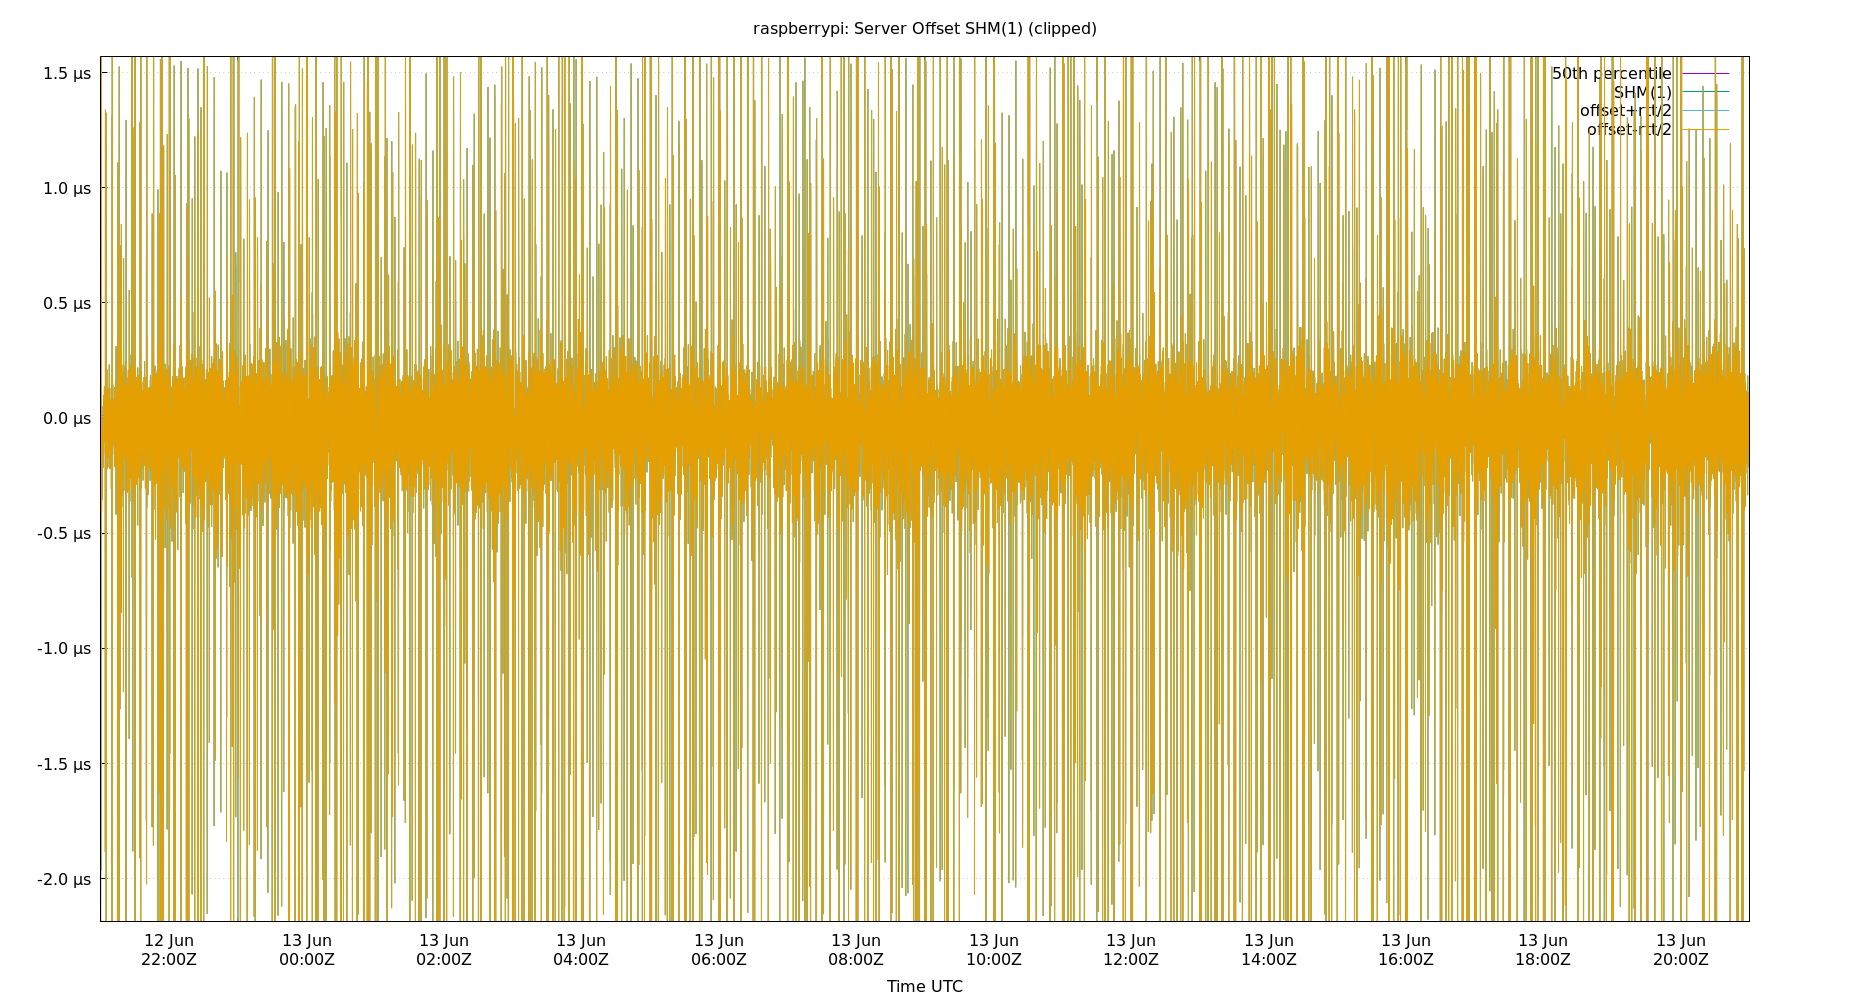 raspberrypi: Server Offset SHM(1) (clipped)
1.5 µs
1.0 µs
0.5 µs
0.0 µs
-0.5 µs
-1.0 µs
-1.5 µs
-2.0 µs
50th percentile
SHM(1)
offset+rtt/2
offset-rtt/2
12 Jun 13 Jun 13 Jun 13 Jun 13 Jun 13 Jun 13 Jun 13 Jun 13 Jun 13 Jun 13 Jun 13 Jun
22:00Z 00:00Z 02:00Z 04:00Z 06:00Z 08:00Z 10:00Z 12:00Z 14:00Z 16:00Z 18:00Z 20:00Z
Time UTC